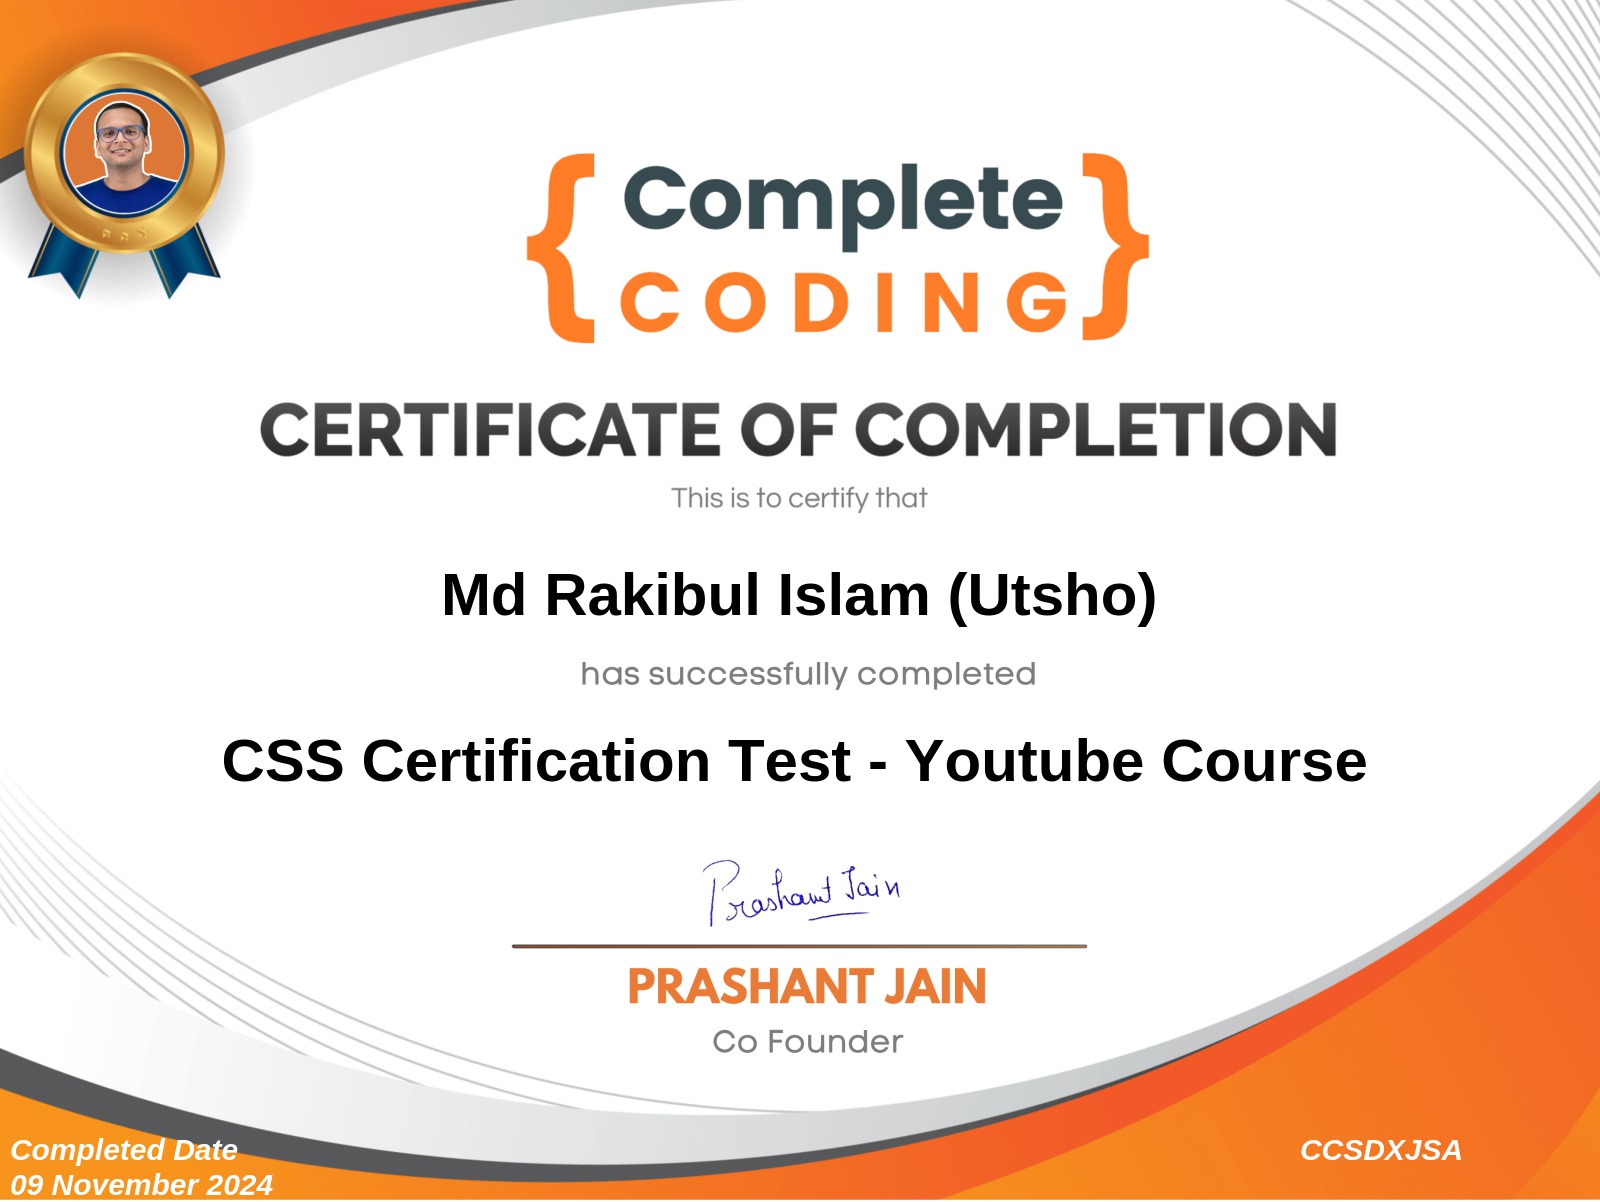 { Complete }
CODING
CERTIFICATE OF COMPLETION
This is to certify that
Md Rakibul Islam (Utsho)
has successfully completed
CSS Certification Test - Youtube Course
Prashant Jain
PRASHANT JAIN
Co Founder
Completed Date
09 November 2024
CCSDXJSA